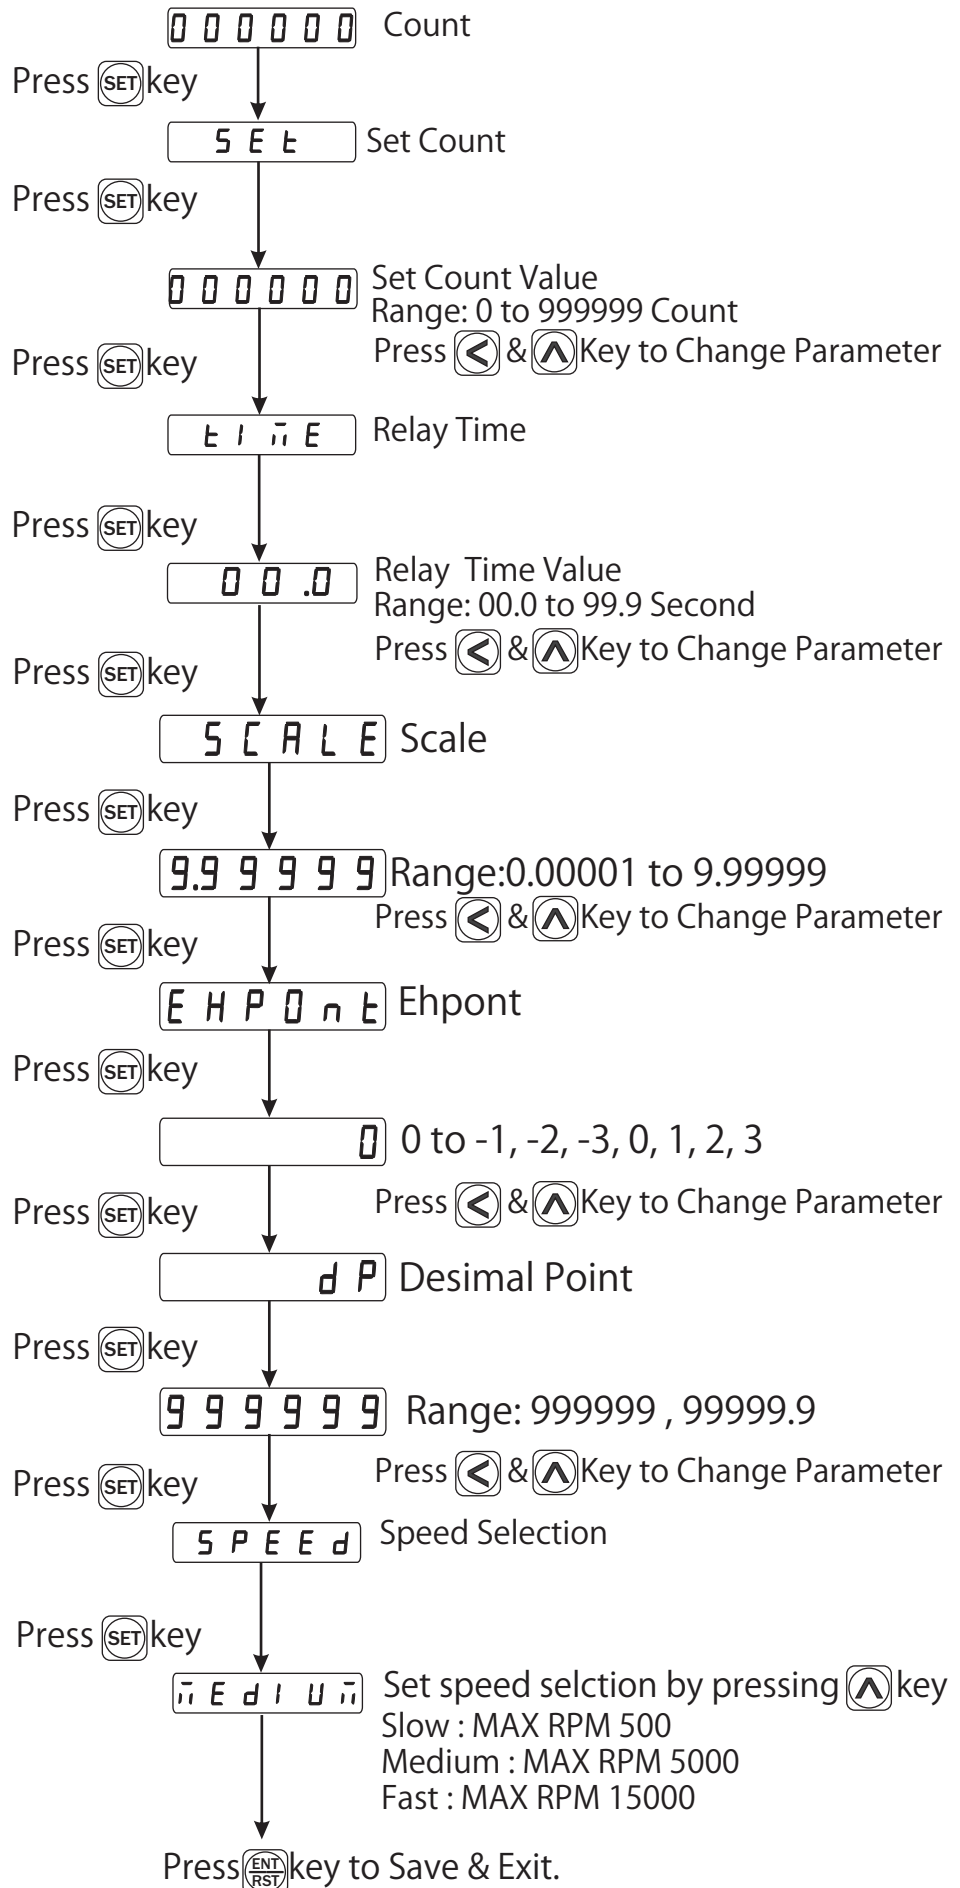 000000 Count
Press SET key
SEt Set Count
Press SET key
000000 Set Count Value
Range: 0 to 999999 Count
Press < & ∧ Key to Change Parameter
Press SET key
tImE Relay Time
Press SET key
00.0 Relay Time Value
Range: 00.0 to 99.9 Second
Press < & ∧ Key to Change Parameter
Press SET key
SCALE Scale
Press SET key
9.99999 Range:0.00001 to 9.99999
Press < & ∧ Key to Change Parameter
Press SET key
EHPOnt Ehpont
Press SET key
0 0 to -1, -2, -3, 0, 1, 2, 3
Press < & ∧ Key to Change Parameter
Press SET key
dP Desimal Point
Press SET key
999999 Range: 999999 , 99999.9
Press < & ∧ Key to Change Parameter
Press SET key
SPEEd Speed Selection
Press SET key
mEdIUm Set speed selction by pressing ∧ key
Slow : MAX RPM 500
Medium : MAX RPM 5000
Fast : MAX RPM 15000
Press ENT RST key to Save & Exit.